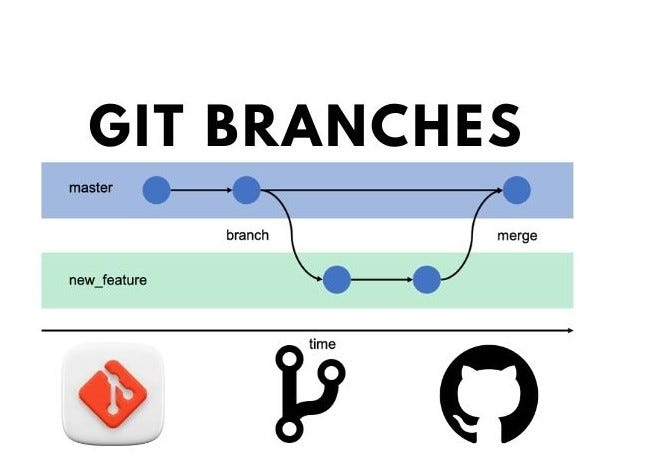 GIT BRANCHES
master
branch
merge
new_feature
time